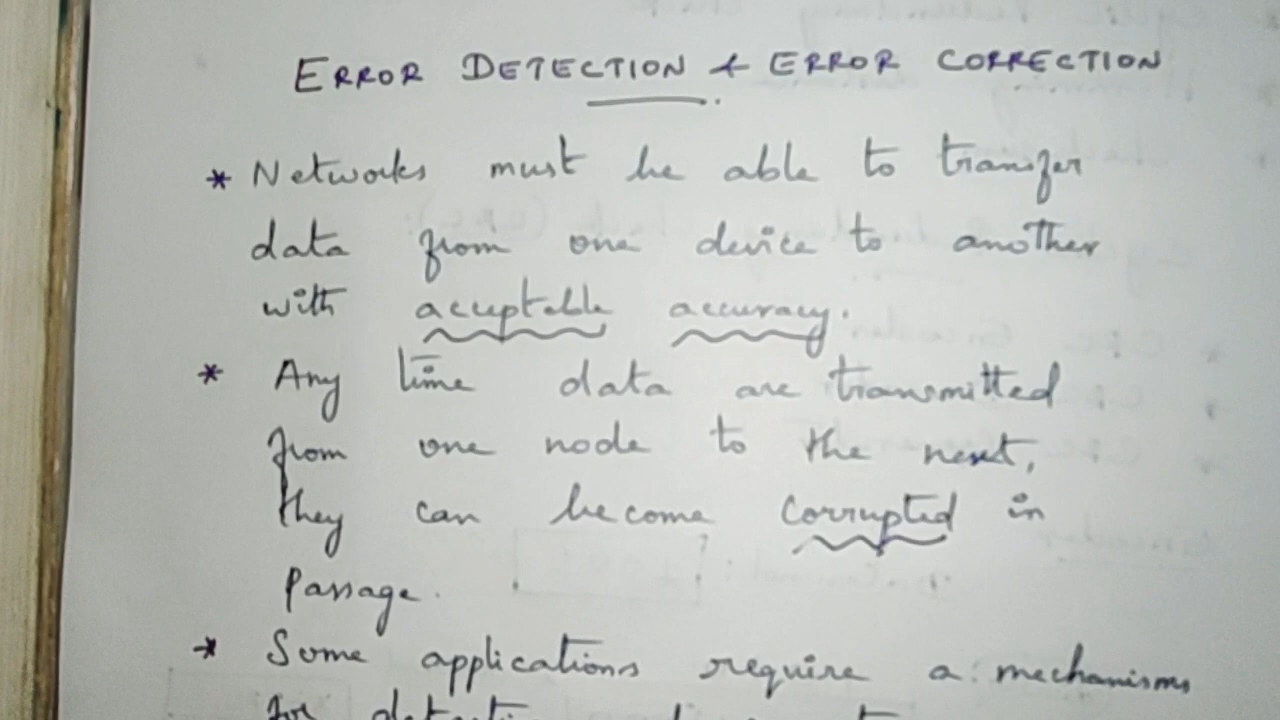 ERROR DETECTION & ERROR CORRECTION
* Networks must be able to transfer
data from one device to another
with acceptable accuracy.
* Any time data are transmitted
from one node to the next,
they can become corrupted in
Passage.
* Some applications require a mechanisms
for